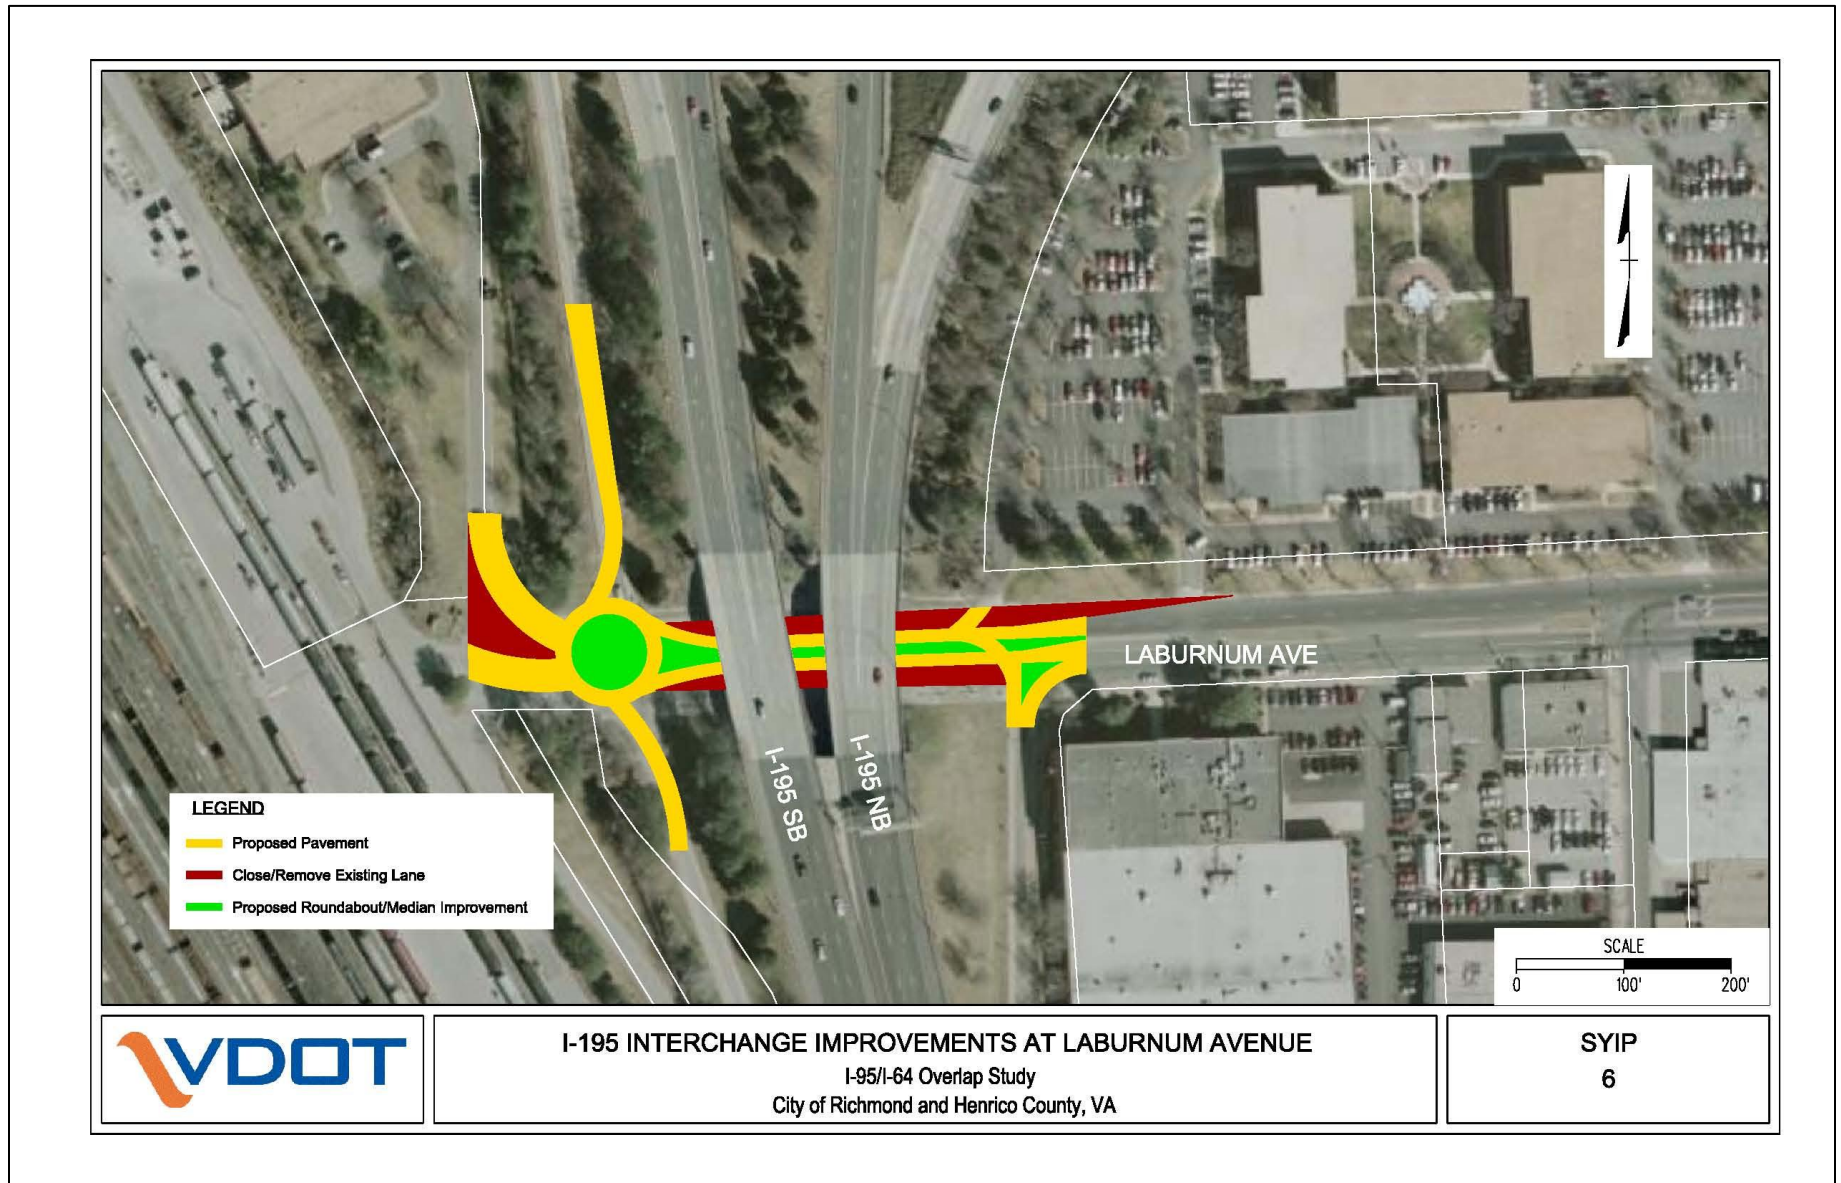 LABURNUM AVE
I-195 SB
I-195 NB
LEGEND
Proposed Pavement
Close/Remove Existing Lane
Proposed Roundabout/Median Improvement
SCALE
0 100' 200'
VDOT
I-195 INTERCHANGE IMPROVEMENTS AT LABURNUM AVENUE
I-95/I-64 Overlap Study
City of Richmond and Henrico County, VA
SYIP
6